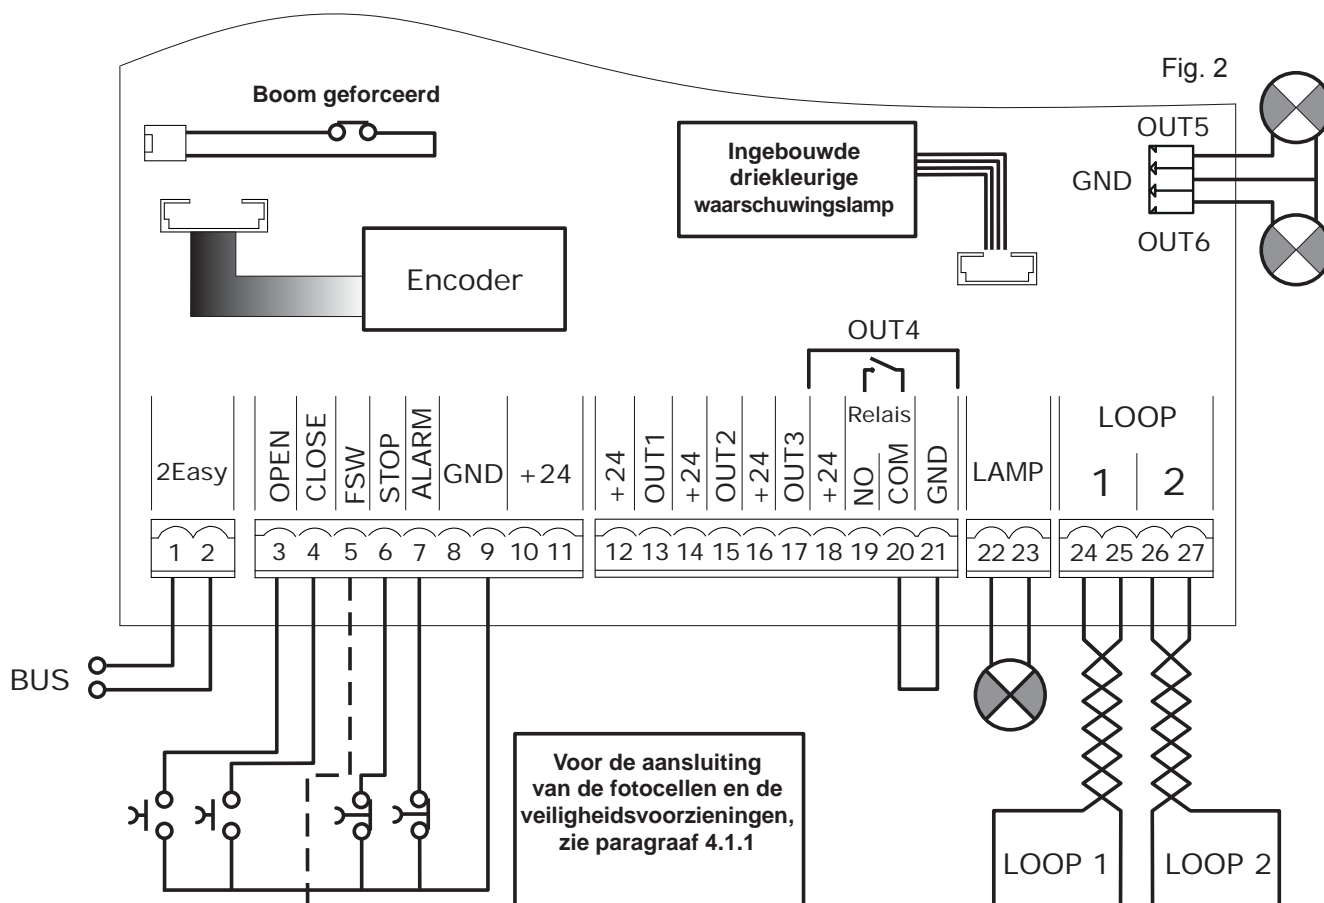 Fig. 2
Boom geforceerd
OUT5
Ingebouwde
driekleurige
waarschuwingslamp
GND
OUT6
Encoder
OUT4
Relais
LOOP
2Easy
OPEN
CLOSE
FSW
STOP
ALARM
GND
+24
+24
OUT1
+24
OUT2
+24
OUT3
+24
NO
COM
GND
LAMP
1
2
1 2 3 4 5 6 7 8 9 10 11 12 13 14 15 16 17 18 19 20 21 22 23 24 25 26 27
BUS
Voor de aansluiting
van de fotocellen en de
veiligheidsvoorzieningen,
zie paragraaf 4.1.1
LOOP 1
LOOP 2